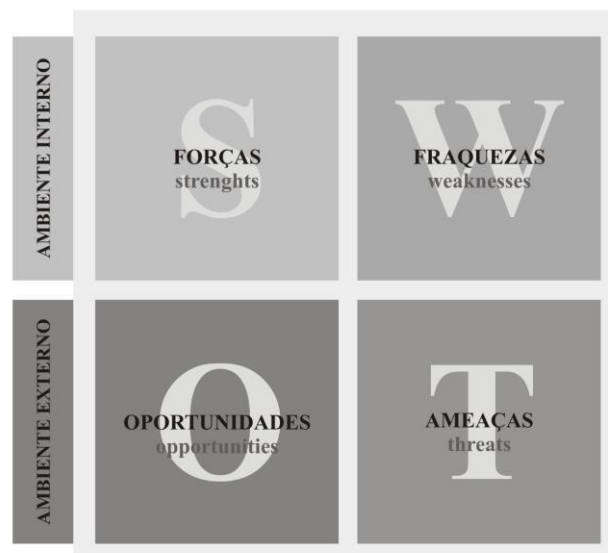 AMBIENTE INTERNO
S
FORÇAS
strenghts
W
FRAQUEZAS
weaknesses
AMBIENTE EXTERNO
O
OPORTUNIDADES
opportunities
T
AMEAÇAS
threats